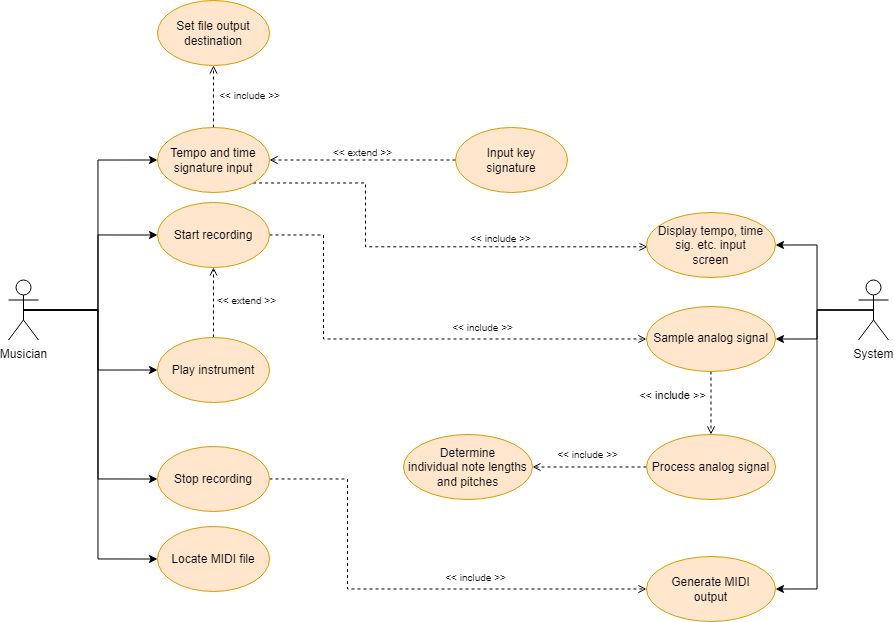 Set file output
destination
<< include >>
Tempo and time
signature input
<< extend >>
Input key
signature
Start recording
<< include >>
Display tempo, time
sig. etc. input
screen
<< extend >>
<< include >>
Sample analog signal
Musician
System
Play instrument
<< include >>
Determine
individual note lengths
and pitches
<< include >>
Process analog signal
Stop recording
Locate MIDI file
<< include >>
Generate MIDI
output